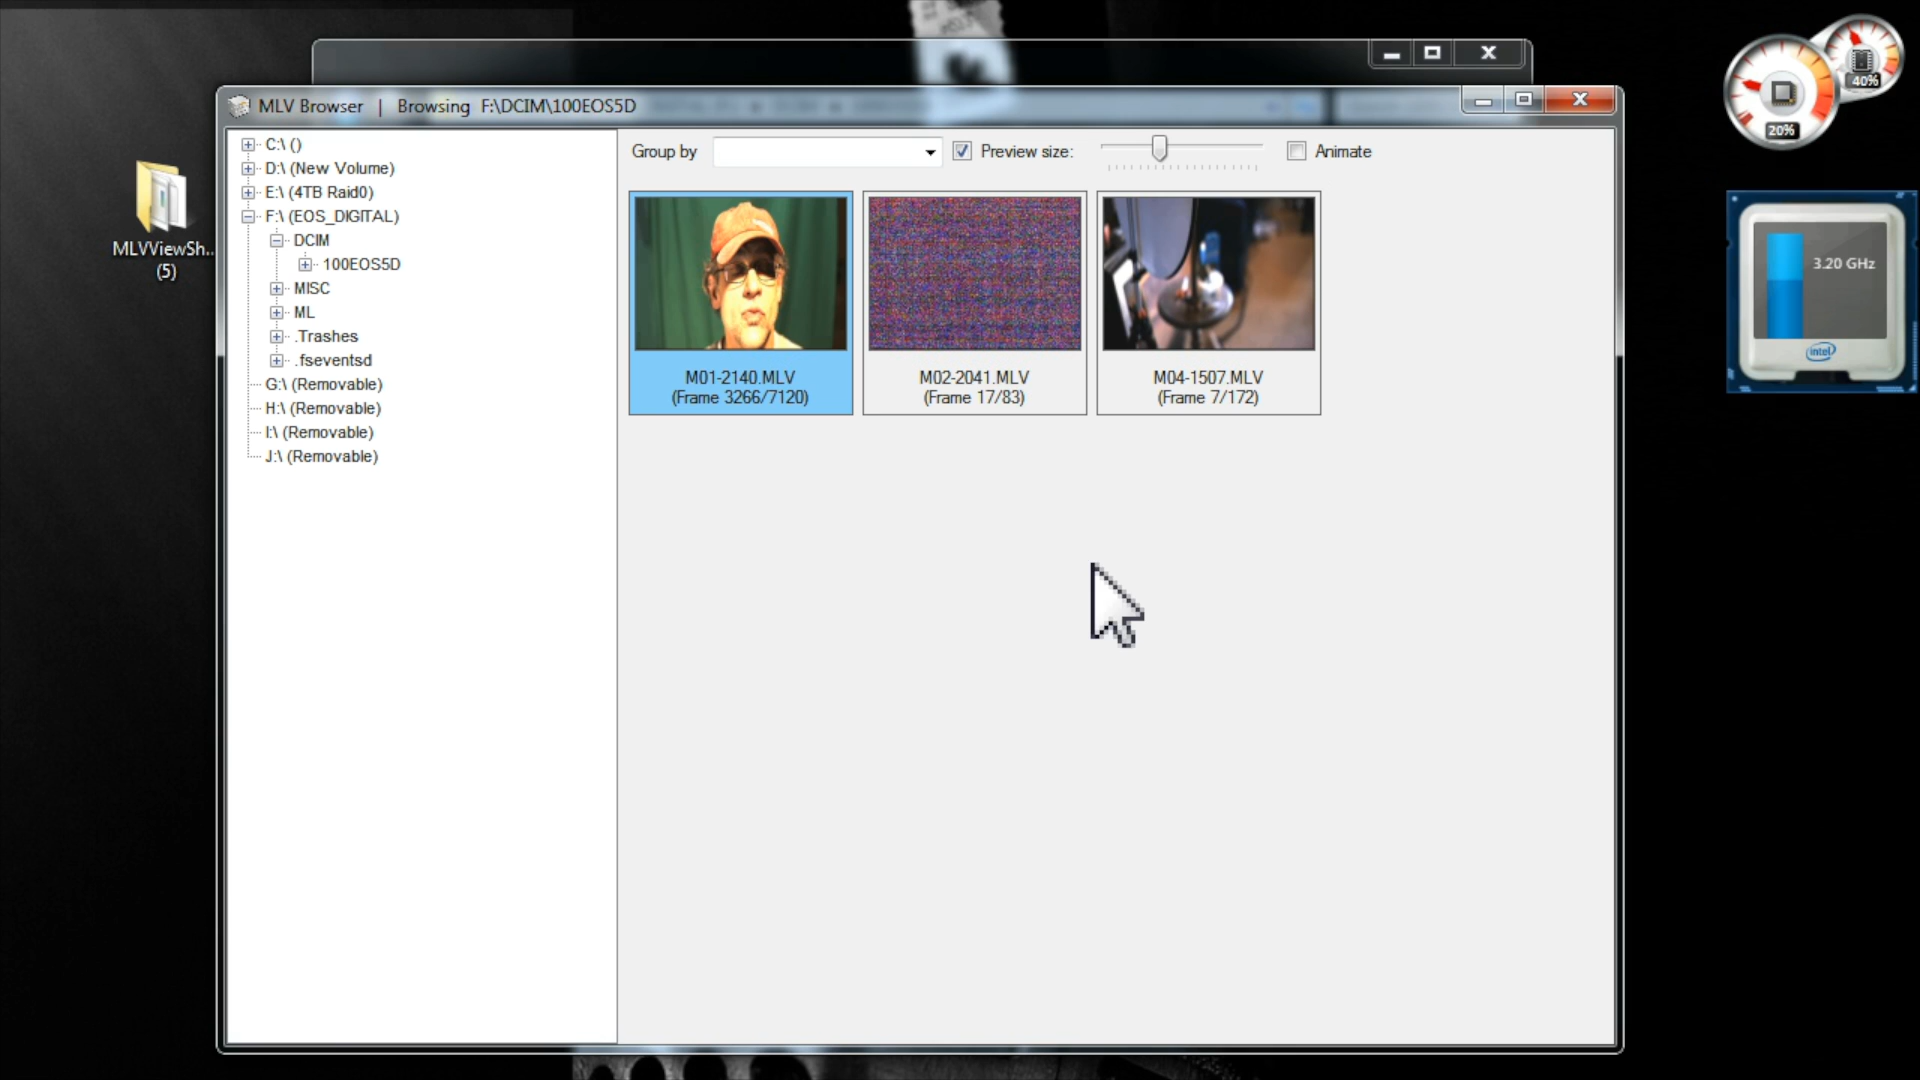 MLV Browser | Browsing F:\DCIM\100EOS5D
C:\ ()
D:\ (New Volume)
E:\ (4TB Raid0)
F:\ (EOS_DIGITAL)
DCIM
100EOS5D
MISC
ML
.Trashes
.fseventsd
G:\ (Removable)
H:\ (Removable)
I:\ (Removable)
J:\ (Removable)
Group by Preview size: Animate
M01-2140.MLV
(Frame 3266/7120)
M02-2041.MLV
(Frame 17/83)
M04-1507.MLV
(Frame 7/172)
MLVViewSh...
(5)
40%
20%
3.20 GHz
intel